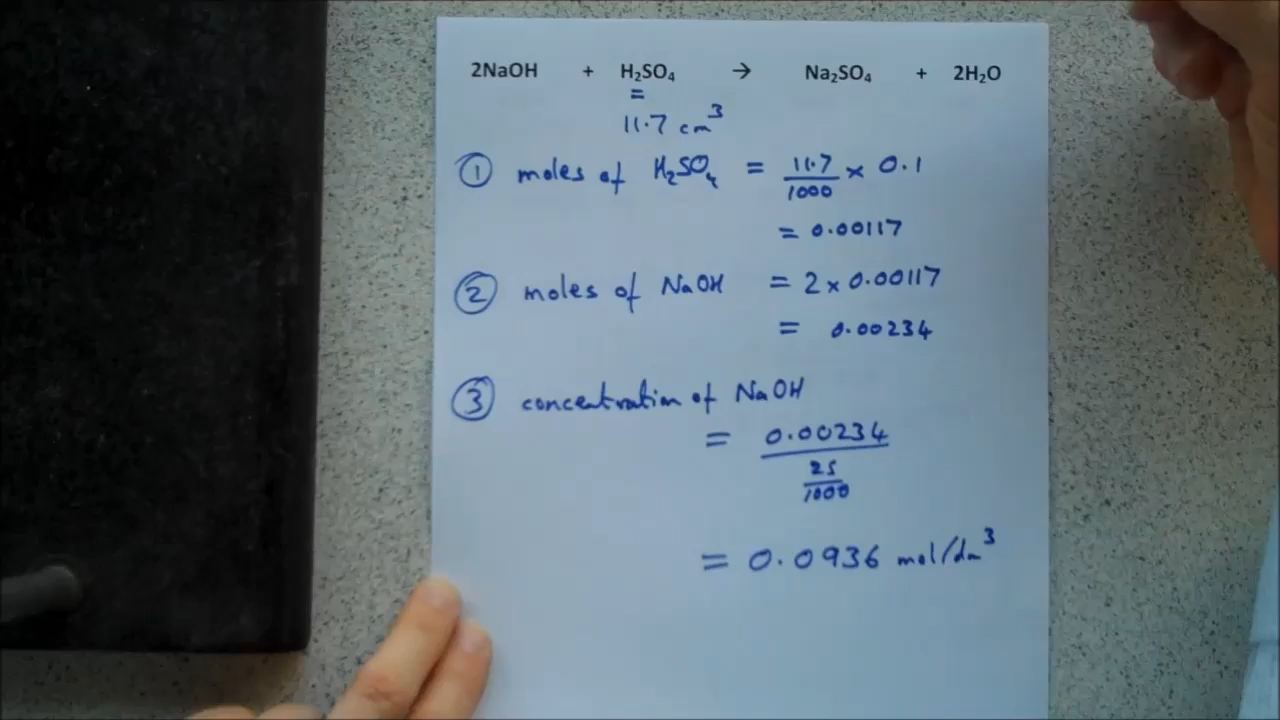 2NaOH + H₂SO₄ → Na₂SO₄ + 2H₂O
=
11.7 cm³
① moles of H₂SO₄ = 11.7/1000 × 0.1
= 0.00117
② moles of NaOH = 2 × 0.00117
= 0.00234
③ concentration of NaOH
= 0.00234
25
1000
= 0.0936 mol/dm³